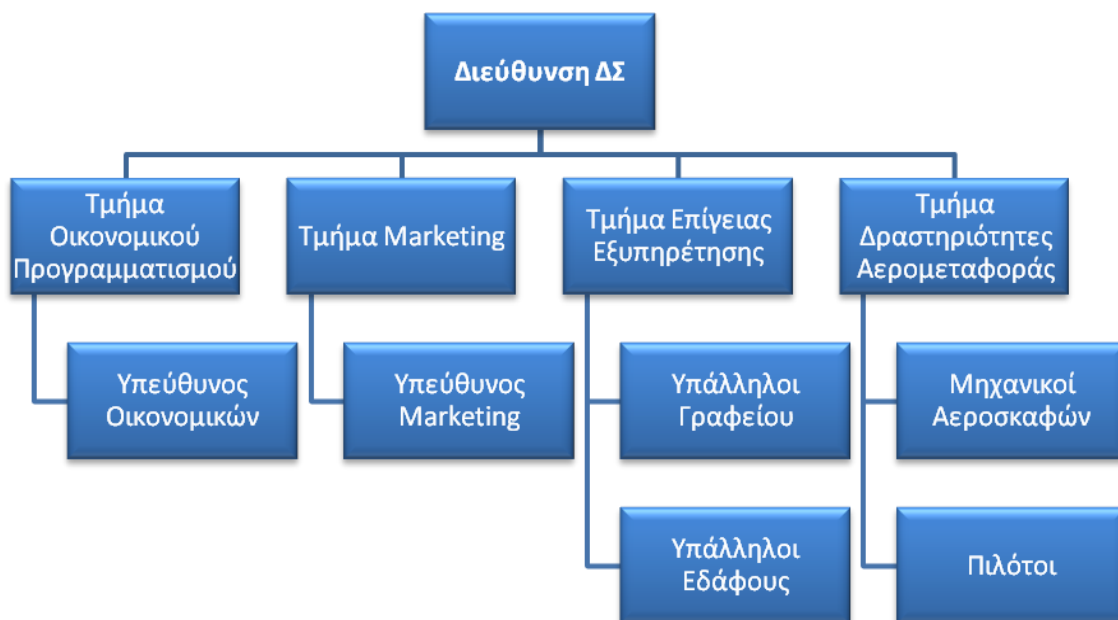 Διεύθυνση ΔΣ
Τμήμα
Οικονομικού
Προγραμματισμού
Τμήμα Marketing
Τμήμα Επίγειας
Εξυπηρέτησης
Τμήμα
Δραστηριότητες
Αερομεταφοράς
Υπεύθυνος
Οικονομικών
Υπεύθυνος
Marketing
Υπάλληλοι
Γραφείου
Μηχανικοί
Αεροσκαφών
Υπάλληλοι
Εδάφους
Πιλότοι